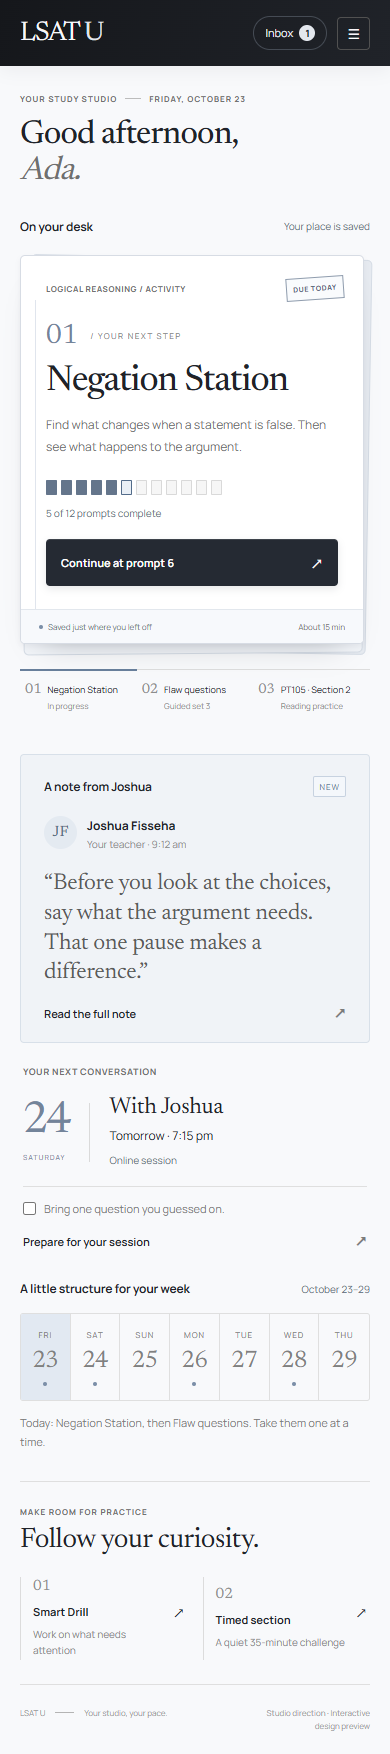 LSAT U
Inbox 1
YOUR STUDY STUDIO — FRIDAY, OCTOBER 23
Good afternoon,
Ada.
On your desk
Your place is saved
LOGICAL REASONING / ACTIVITY
DUE TODAY
01 / YOUR NEXT STEP
Negation Station
Find what changes when a statement is false. Then
see what happens to the argument.
5 of 12 prompts complete
Continue at prompt 6 ↗
Saved just where you left off
About 15 min
01 Negation Station
In progress
02 Flaw questions
Guided set 3
03 PT105 · Section 2
Reading practice
A note from Joshua
NEW
JF
Joshua Fisseha
Your teacher · 9:12 am
“Before you look at the choices,
say what the argument needs.
That one pause makes a
difference.”
Read the full note ↗
YOUR NEXT CONVERSATION
24
SATURDAY
With Joshua
Tomorrow · 7:15 pm
Online session
Bring one question you guessed on.
Prepare for your session ↗
A little structure for your week
October 23–29
FRI SAT SUN MON TUE WED THU
23 24 25 26 27 28 29
Today: Negation Station, then Flaw questions. Take them one at a
time.
MAKE ROOM FOR PRACTICE
Follow your curiosity.
01
Smart Drill ↗
Work on what needs
attention
02
Timed section ↗
A quiet 35-minute challenge
LSAT U — Your studio, your pace.
Studio direction · Interactive
design preview